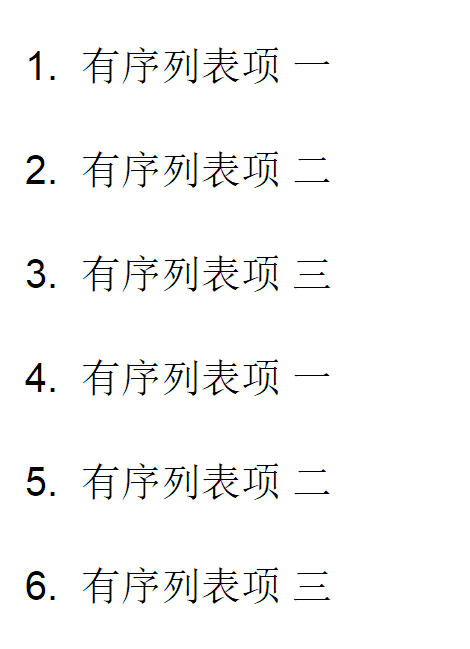 1. 有序列表项 一
2. 有序列表项 二
3. 有序列表项 三
4. 有序列表项 一
5. 有序列表项 二
6. 有序列表项 三